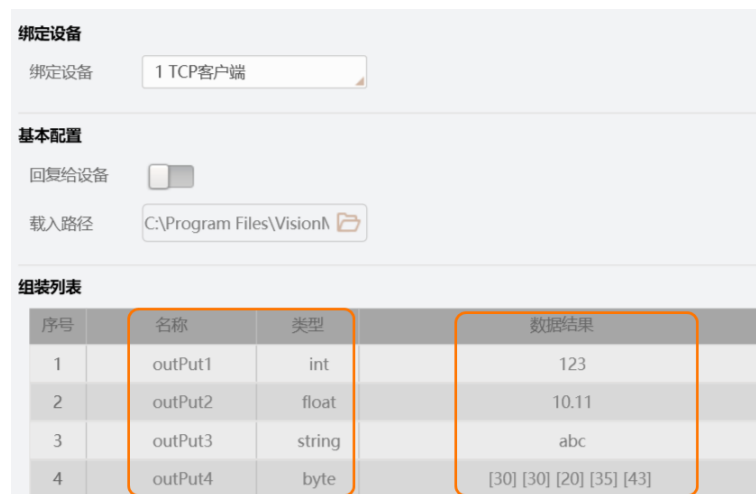 绑定设备
绑定设备 1 TCP客户端
基本配置
回复给设备
载入路径 C:\Program Files\Vision
组装列表
序号 名称 类型 数据结果
1 outPut1 int 123
2 outPut2 float 10.11
3 outPut3 string abc
4 outPut4 byte [30] [30] [20] [35] [43]